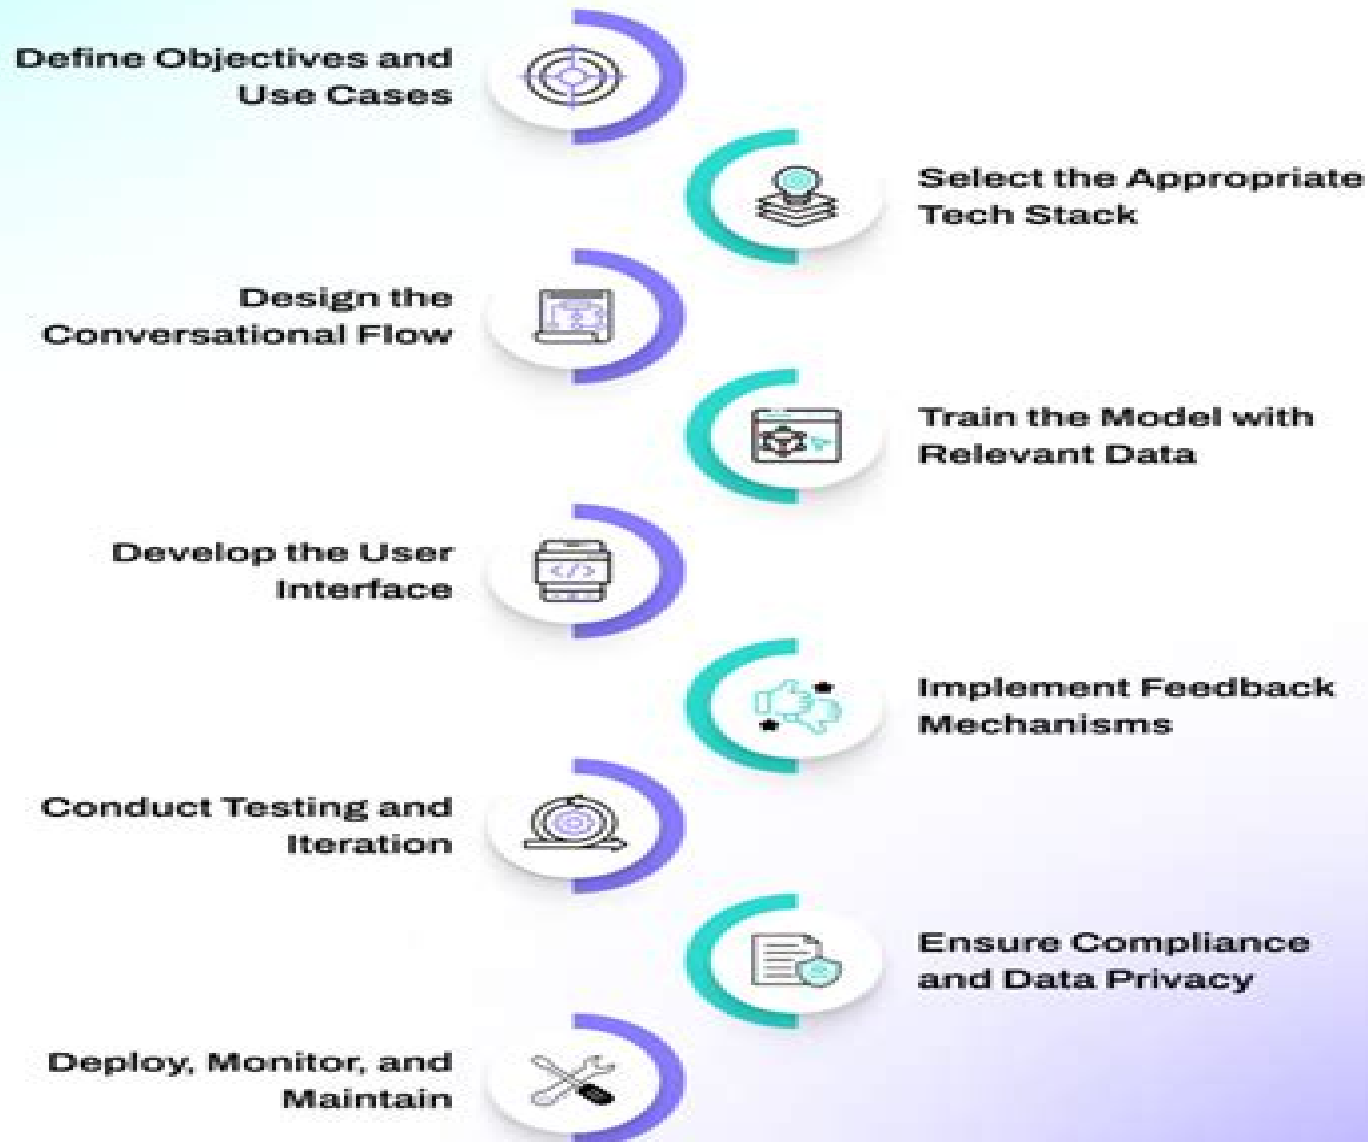 Define Objectives and
Use Cases
Select the Appropriate
Tech Stack
Design the
Conversational Flow
Train the Model with
Relevant Data
Develop the User
Interface
Implement Feedback
Mechanisms
Conduct Testing and
Iteration
Ensure Compliance
and Data Privacy
Deploy, Monitor, and
Maintain